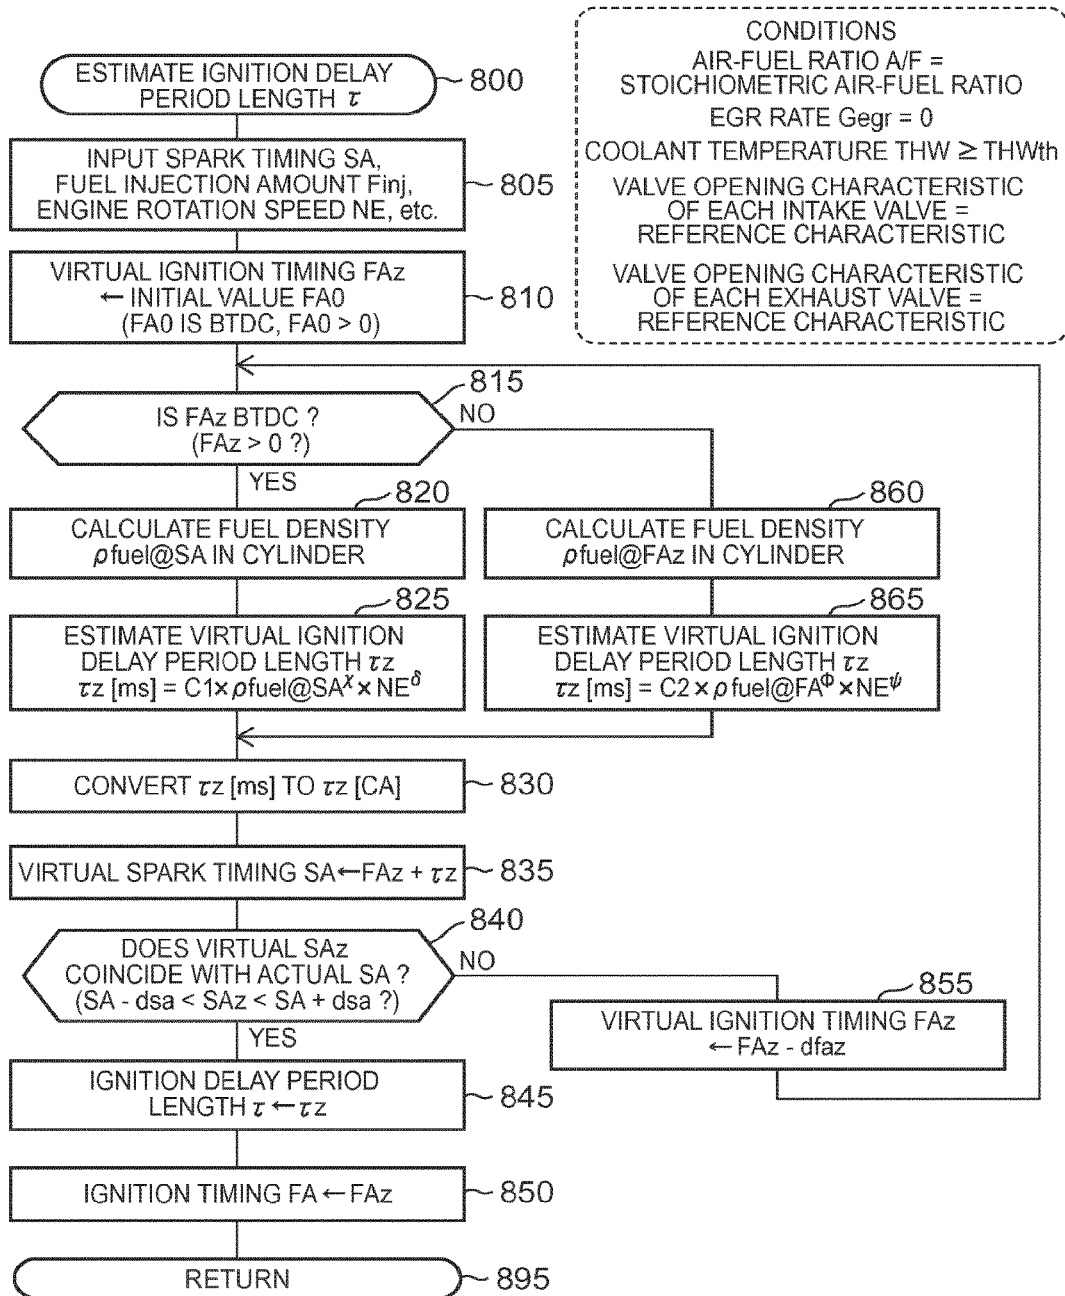 CONDITIONS
AIR-FUEL RATIO A/F =
STOICHIOMETRIC AIR-FUEL RATIO
EGR RATE Gegr = 0
COOLANT TEMPERATURE THW ≥ THWth
VALVE OPENING CHARACTERISTIC
OF EACH INTAKE VALVE =
REFERENCE CHARACTERISTIC
VALVE OPENING CHARACTERISTIC
OF EACH EXHAUST VALVE =
REFERENCE CHARACTERISTIC
ESTIMATE IGNITION DELAY
PERIOD LENGTH τ
800
INPUT SPARK TIMING SA,
FUEL INJECTION AMOUNT Finj,
ENGINE ROTATION SPEED NE, etc.
805
VIRTUAL IGNITION TIMING FAz
← INITIAL VALUE FA0
(FA0 IS BTDC, FA0 > 0)
810
815
IS FAz BTDC ?
(FAz > 0 ?)
NO
YES
820
CALCULATE FUEL DENSITY
ρfuel@SA IN CYLINDER
860
CALCULATE FUEL DENSITY
ρfuel@FAz IN CYLINDER
825
ESTIMATE VIRTUAL IGNITION
DELAY PERIOD LENGTH τz
τz [ms] = C1×ρfuel@SA^χ×NE^δ
865
ESTIMATE VIRTUAL IGNITION
DELAY PERIOD LENGTH τz
τz [ms] = C2×ρfuel@FA^Φ×NE^ψ
CONVERT τz [ms] TO τz [CA]
830
VIRTUAL SPARK TIMING SA←FAz + τz
835
840
DOES VIRTUAL SAz
COINCIDE WITH ACTUAL SA ?
(SA - dsa < SAz < SA + dsa ?)
NO
YES
855
VIRTUAL IGNITION TIMING FAz
← FAz - dfaz
IGNITION DELAY PERIOD
LENGTH τ ← τz
845
IGNITION TIMING FA ← FAz
850
RETURN
895